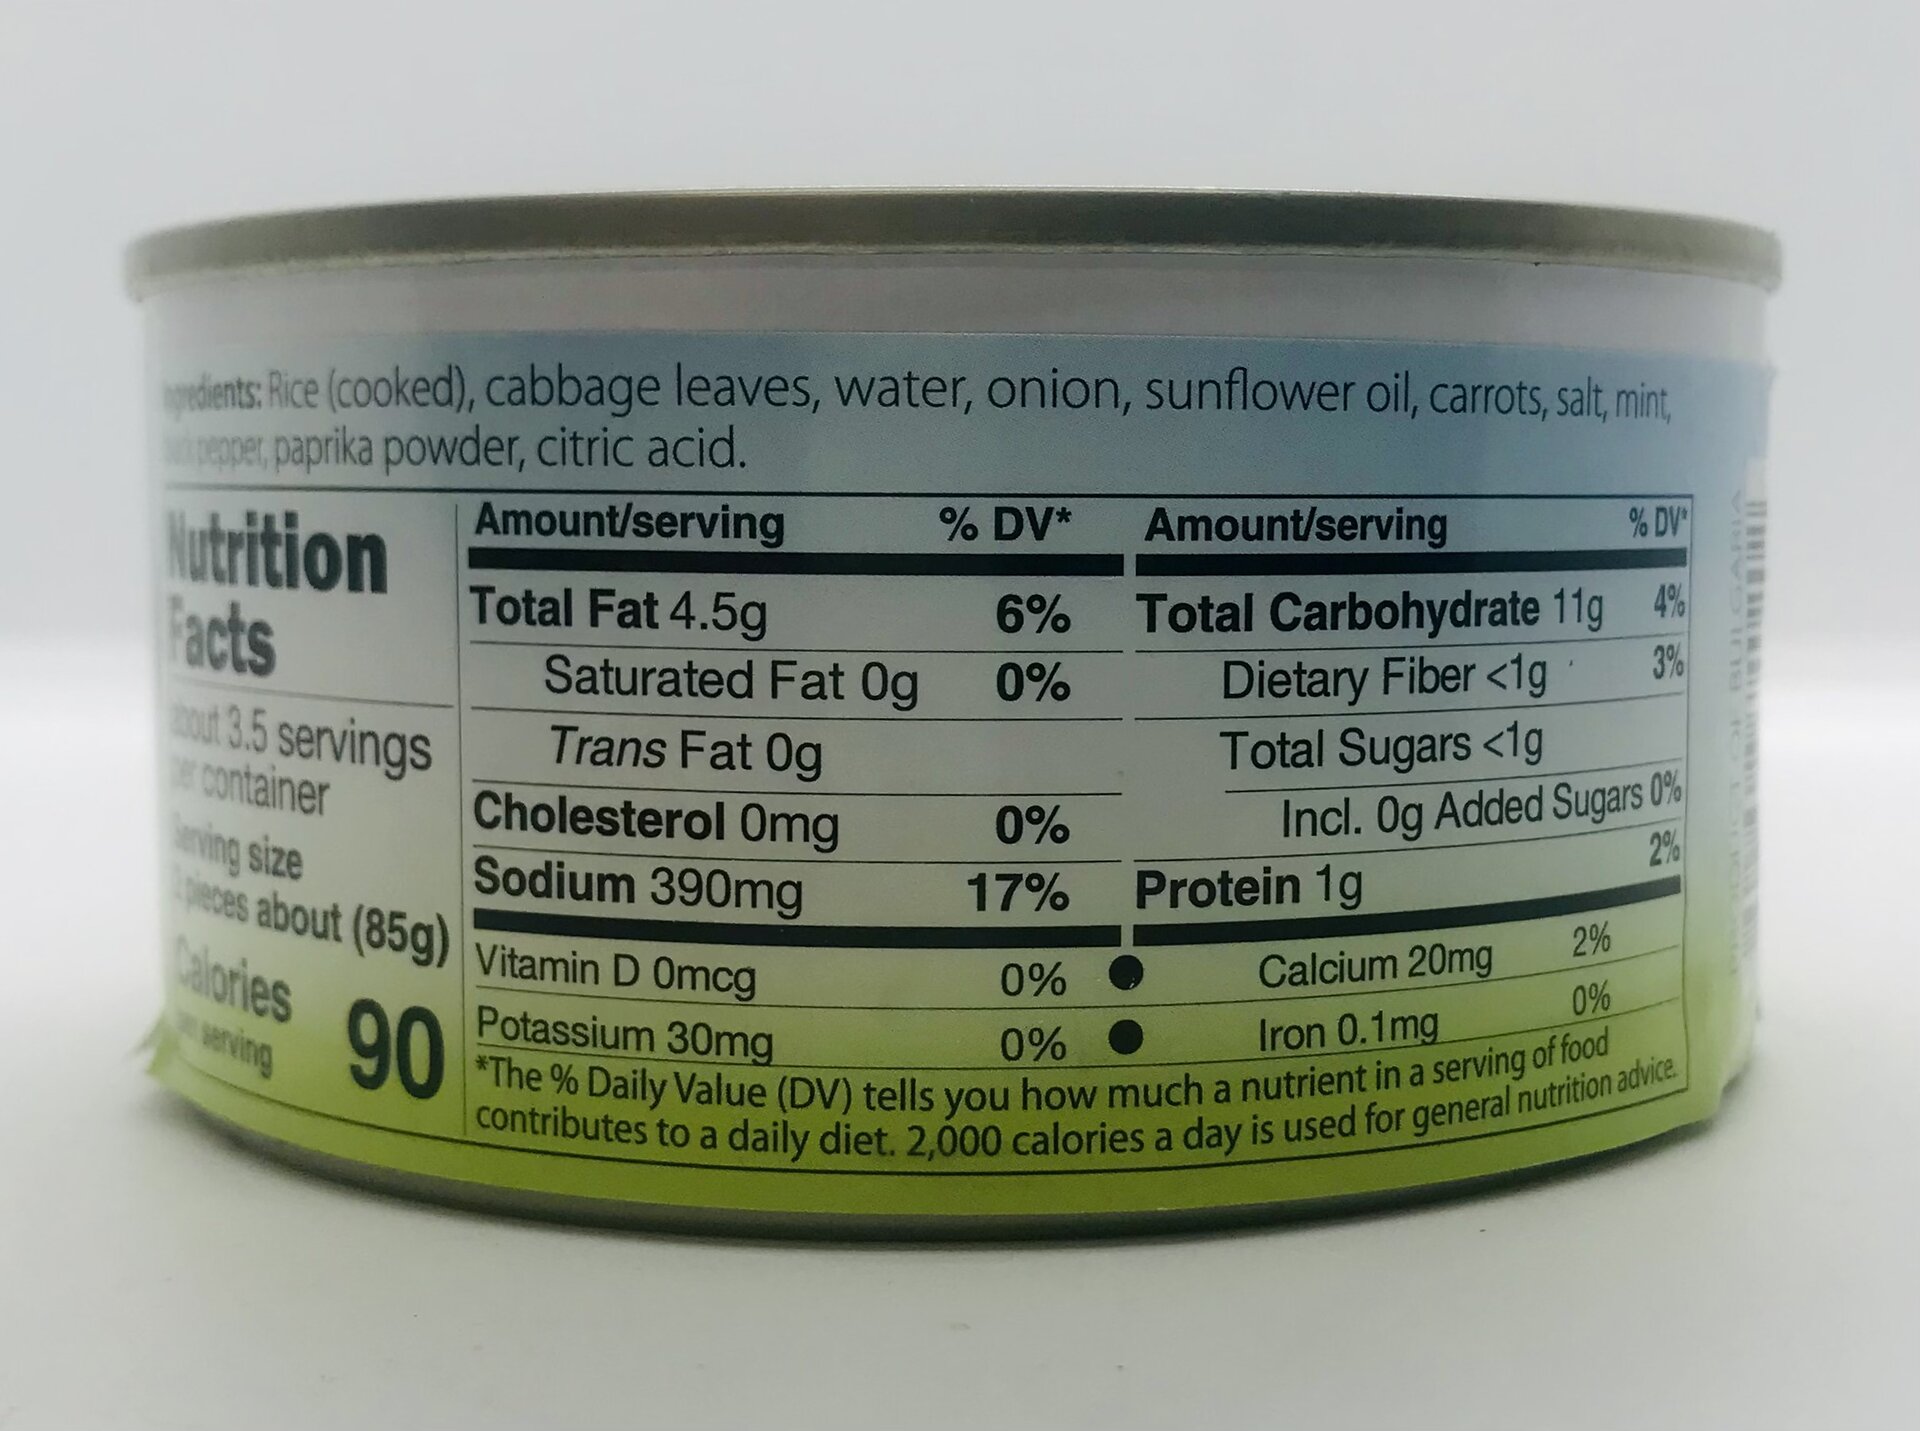 Ingredients: Rice (cooked), cabbage leaves, water, onion, sunflower oil, carrots, salt, mint,
black pepper, paprika powder, citric acid.
Nutrition
Facts
about 3.5 servings
per container
Serving size
pieces about (85g)
Calories
per serving
90
Amount/serving % DV*
Total Fat 4.5g 6%
Saturated Fat 0g 0%
Trans Fat 0g
Cholesterol 0mg 0%
Sodium 390mg 17%
Amount/serving % DV*
Total Carbohydrate 11g 4%
Dietary Fiber <1g 3%
Total Sugars <1g
Incl. 0g Added Sugars 0%
Protein 1g 2%
Vitamin D 0mcg 0% ● Calcium 20mg 2%
Potassium 30mg 0% ● Iron 0.1mg 0%
*The % Daily Value (DV) tells you how much a nutrient in a serving of food
contributes to a daily diet. 2,000 calories a day is used for general nutrition advice.
PRODUCT OF BULGARIA